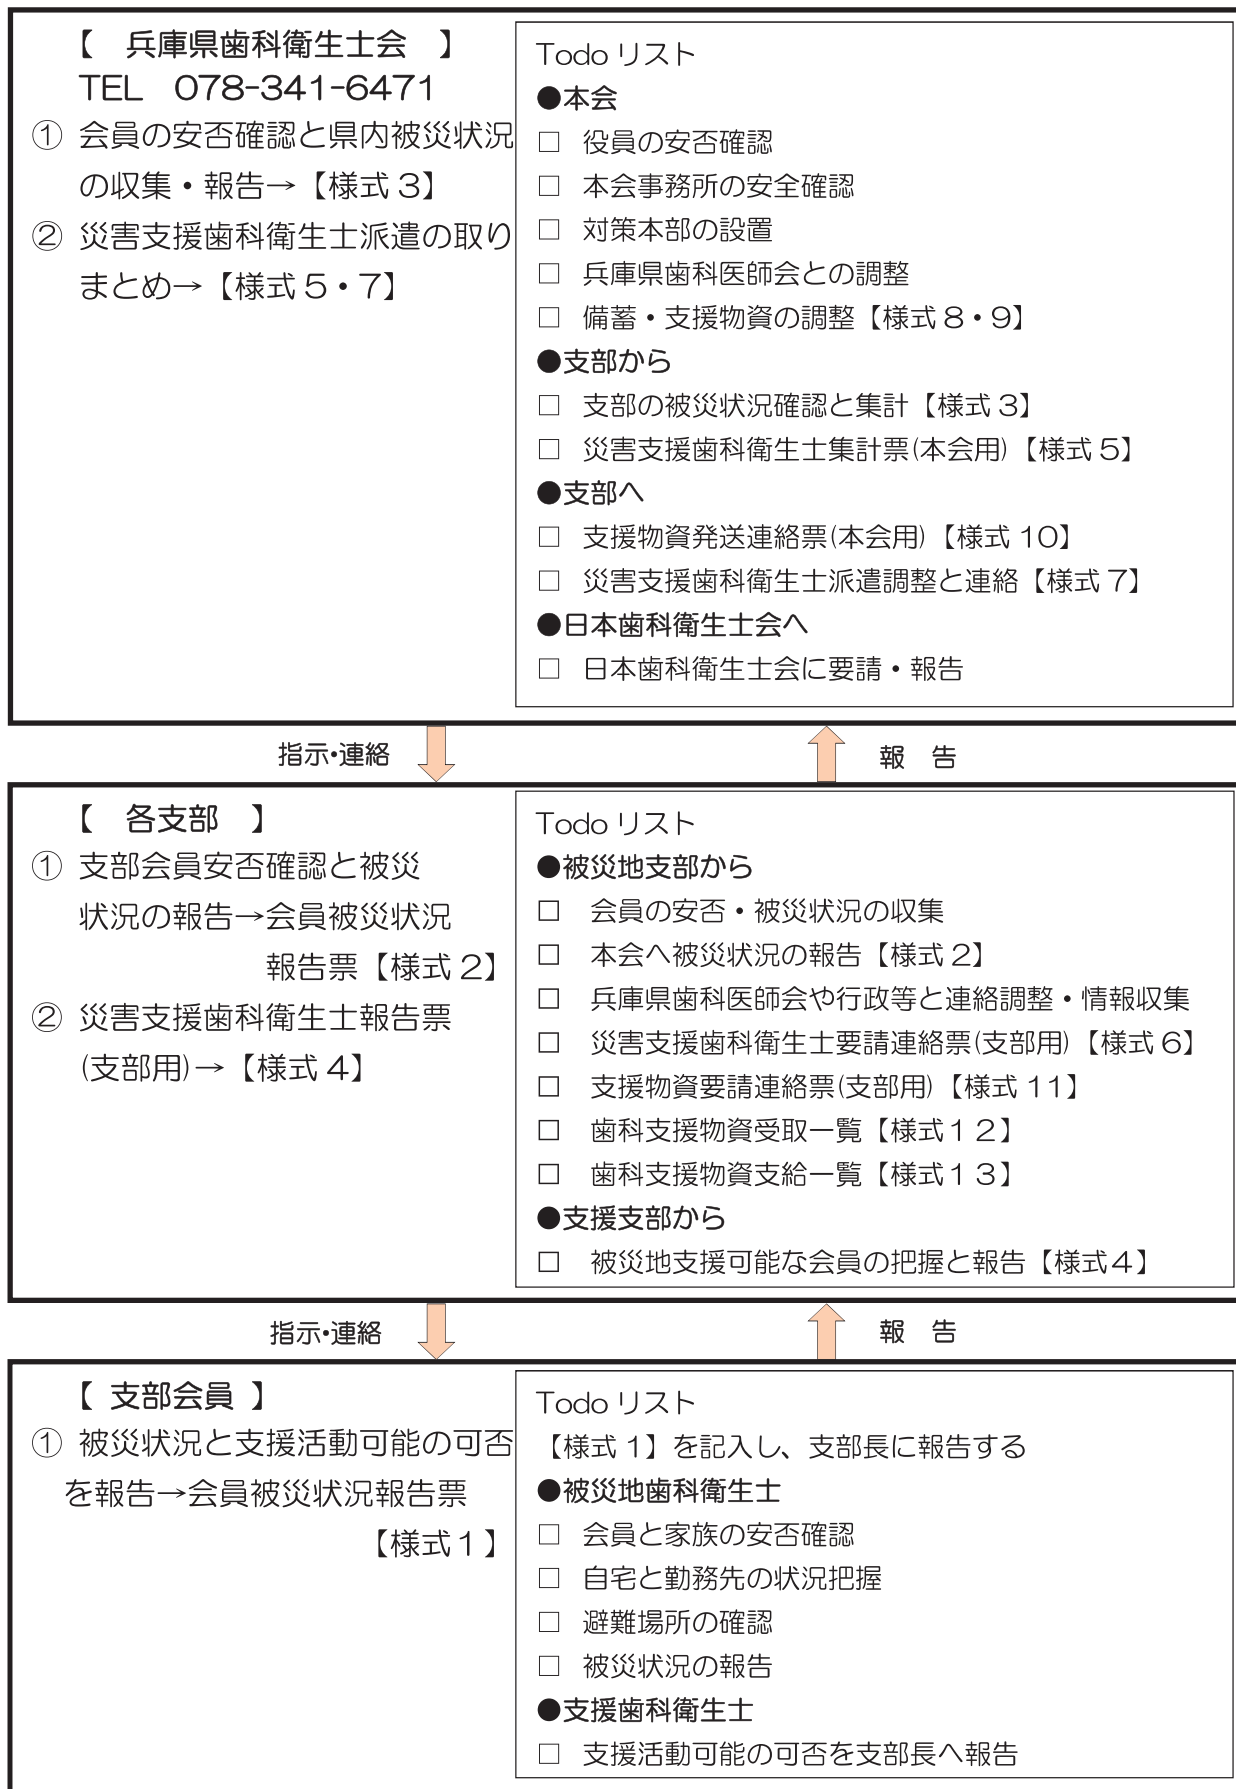 【　兵庫県歯科衛生士会　】
TEL　078-341-6471
① 会員の安否確認と県内被災状況
の収集・報告→【様式3】
② 災害支援歯科衛生士派遣の取り
まとめ→【様式5・7】
Todo リスト
●本会
□ 役員の安否確認
□ 本会事務所の安全確認
□ 対策本部の設置
□ 兵庫県歯科医師会との調整
□ 備蓄・支援物資の調整【様式8・9】
●支部から
□ 支部の被災状況確認と集計【様式3】
□ 災害支援歯科衛生士集計票(本会用)【様式5】
●支部へ
□ 支援物資発送連絡票(本会用)【様式10】
□ 災害支援歯科衛生士派遣調整と連絡【様式7】
●日本歯科衛生士会へ
□ 日本歯科衛生士会に要請・報告
指示・連絡
報　告
【　各支部　】
① 支部会員安否確認と被災
状況の報告→会員被災状況
報告票【様式2】
② 災害支援歯科衛生士報告票
(支部用)→【様式4】
Todo リスト
●被災地支部から
□ 会員の安否・被災状況の収集
□ 本会へ被災状況の報告【様式2】
□ 兵庫県歯科医師会や行政等と連絡調整・情報収集
□ 災害支援歯科衛生士要請連絡票(支部用)【様式6】
□ 支援物資要請連絡票(支部用)【様式11】
□ 歯科支援物資受取一覧【様式１２】
□ 歯科支援物資支給一覧【様式１３】
●支援支部から
□ 被災地支援可能な会員の把握と報告【様式４】
指示・連絡
報　告
【 支部会員 】
① 被災状況と支援活動可能の可否
を報告→会員被災状況報告票
【様式１】
Todo リスト
【様式1】を記入し、支部長に報告する
●被災地歯科衛生士
□ 会員と家族の安否確認
□ 自宅と勤務先の状況把握
□ 避難場所の確認
□ 被災状況の報告
●支援歯科衛生士
□ 支援活動可能の可否を支部長へ報告